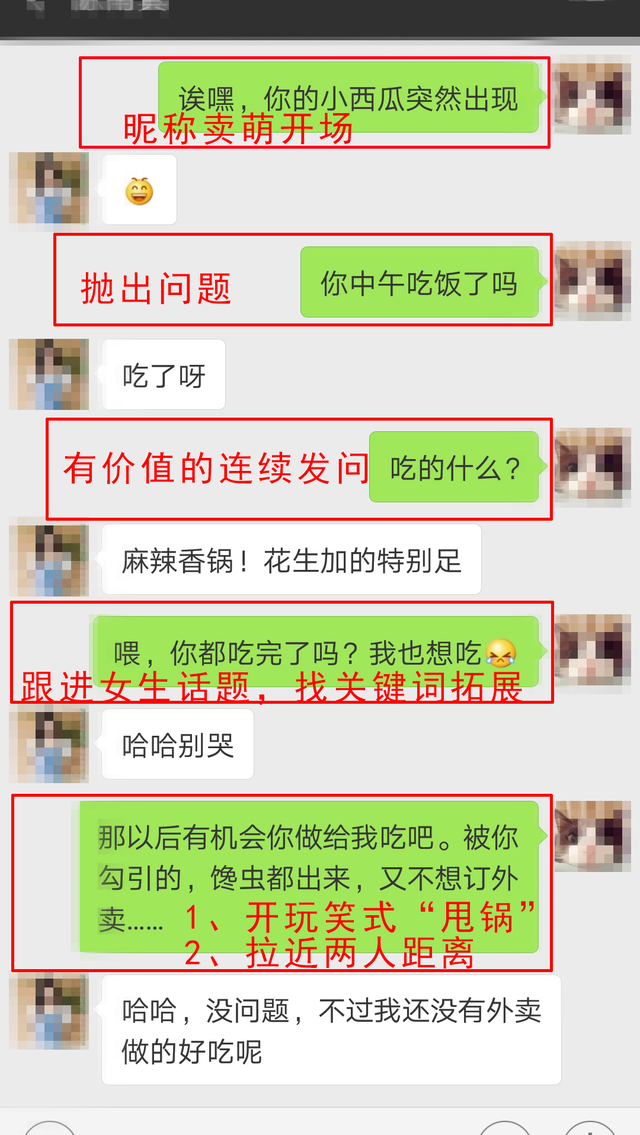 诶嘿，你的小西瓜突然出现
昵称卖萌开场
抛出问题
你中午吃饭了吗
吃了呀
有价值的连续发问
吃的什么？
麻辣香锅！花生加的特别足
喂，你都吃完了吗？我也想吃
跟进女生话题，找关键词拓展
哈哈别哭
那以后有机会你做给我吃吧。被你
勾引的，馋虫都出来，又不想订外
卖……
1、开玩笑式“甩锅”
2、拉近两人距离
哈哈，没问题，不过我还没有外卖
做的好吃呢